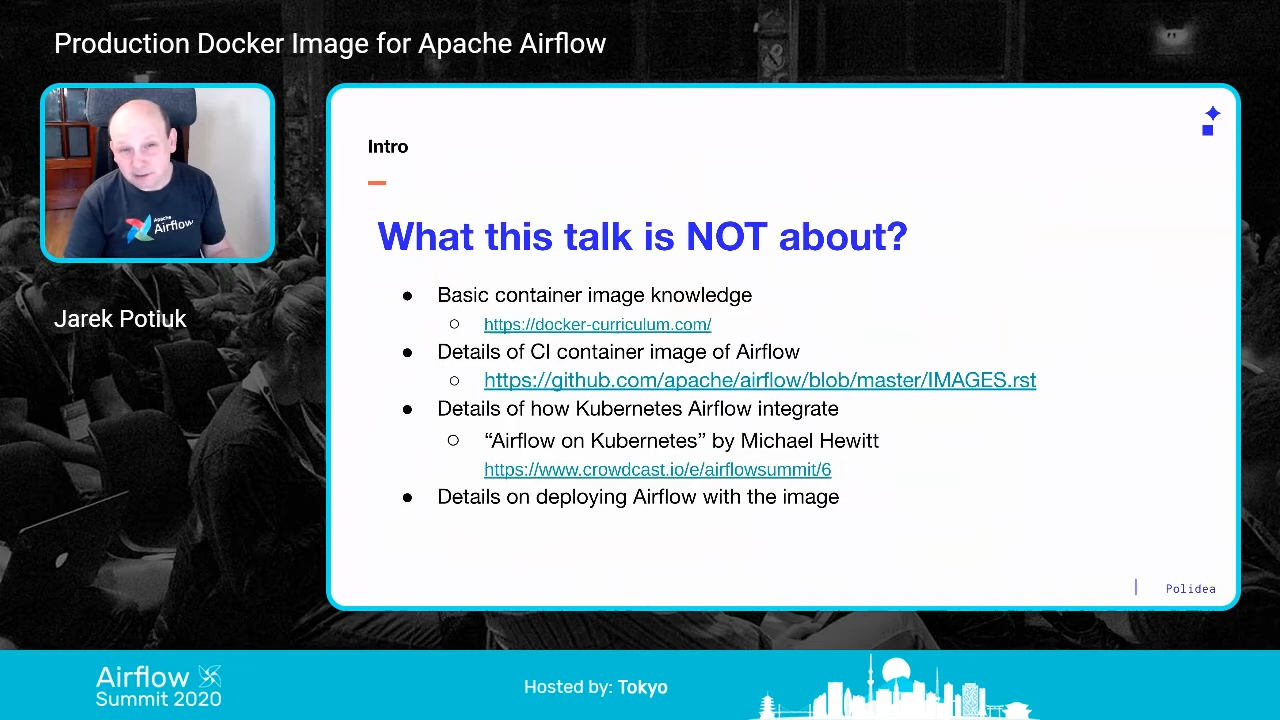 Production Docker Image for Apache Airflow
Apache
Airflow
Jarek Potiuk
Intro
What this talk is NOT about?
● Basic container image knowledge
○ https://docker-curriculum.com/
● Details of CI container image of Airflow
○ https://github.com/apache/airflow/blob/master/IMAGES.rst
● Details of how Kubernetes Airflow integrate
○ “Airflow on Kubernetes” by Michael Hewitt
https://www.crowdcast.io/e/airflowsummit/6
● Details on deploying Airflow with the image
| Polidea
Airflow
Summit 2020
Hosted by: Tokyo